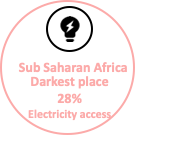 Sub Saharan Africa
Darkest place
28%
Electricity access